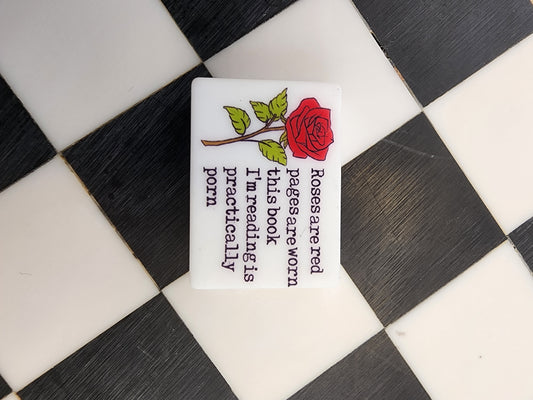 Roses are red
pages are worn
this book
I'm reading is
practically
porn